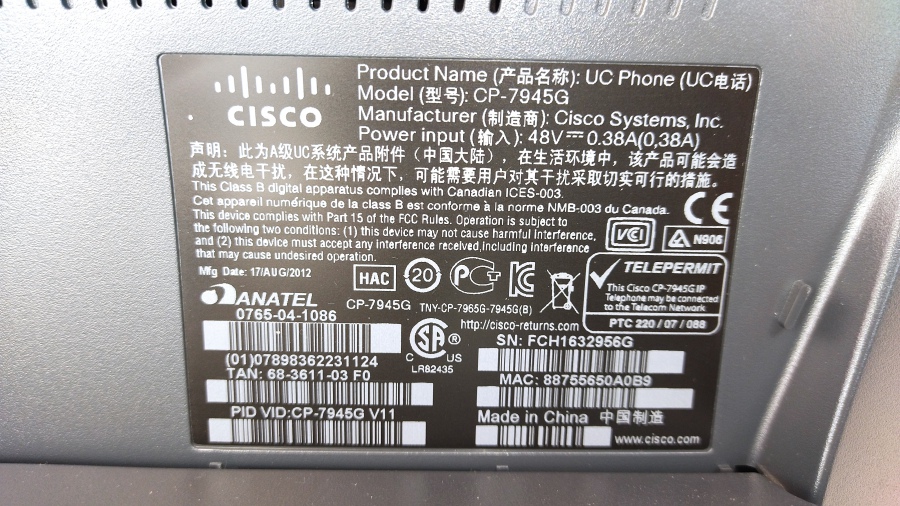 CISCO
Product Name (产品名称): UC Phone (UC电话)
Model (型号): CP-7945G
Manufacturer (制造商): Cisco Systems, Inc.
Power input (输入): 48V⎓ 0.38A(0,38A)
声明：此为A级UC系统产品附件（中国大陆），在生活环境中，该产品可能会造
成无线电干扰，在这种情况下，可能需要用户对其干扰采取切实可行的措施。
This Class B digital apparatus complies with Canadian ICES-003.
Cet appareil numérique de la class B est conforme à la norme NMB-003 du Canada.
This device complies with Part 15 of the FCC Rules. Operation is subject to
the following two conditions: (1) this device may not cause harmful interference,
and (2) this device must accept any interference received,including interference
that may cause undesirment operation.
CE
VCI
N906
Mfg Date: 17/AUG/2012
HAC
20
TELEPERMIT
This Cisco CP-7945G IP
Telephone may be connected
to the Telecom Network
PTC 220 / 07 / 088
ANATEL
0765-04-1086
CP-7945G
TNY-CP-7965G-7945G(B)
http://cisco-returns.com
C SA US
LR82435
SN: FCH1632956G
(01)07898362231124
TAN: 68-3611-03 F0
MAC: 88755650A0B9
PID VID:CP-7945G V11
Made in China 中国制造
www.cisco.com